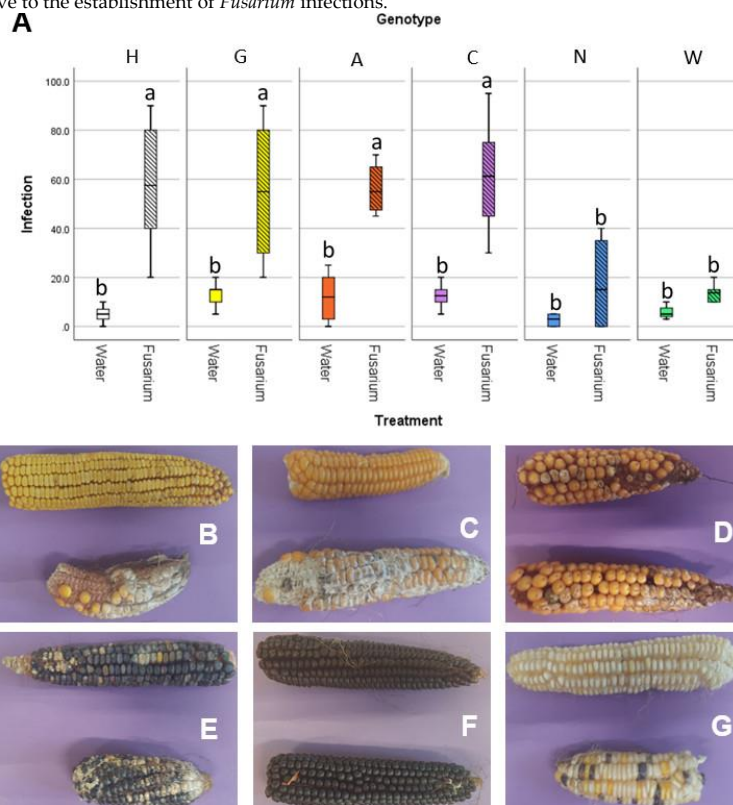 ve to the establishment of Fusarium infections.
A
Genotype
H G A C N W
100.0
80.0
60.0
40.0
20.0
.0
Infection
b a b a b a b a b b b b
Water Fusarium Water Fusarium Water Fusarium Water Fusarium Water Fusarium Water Fusarium
Treatment
B C D
E F G